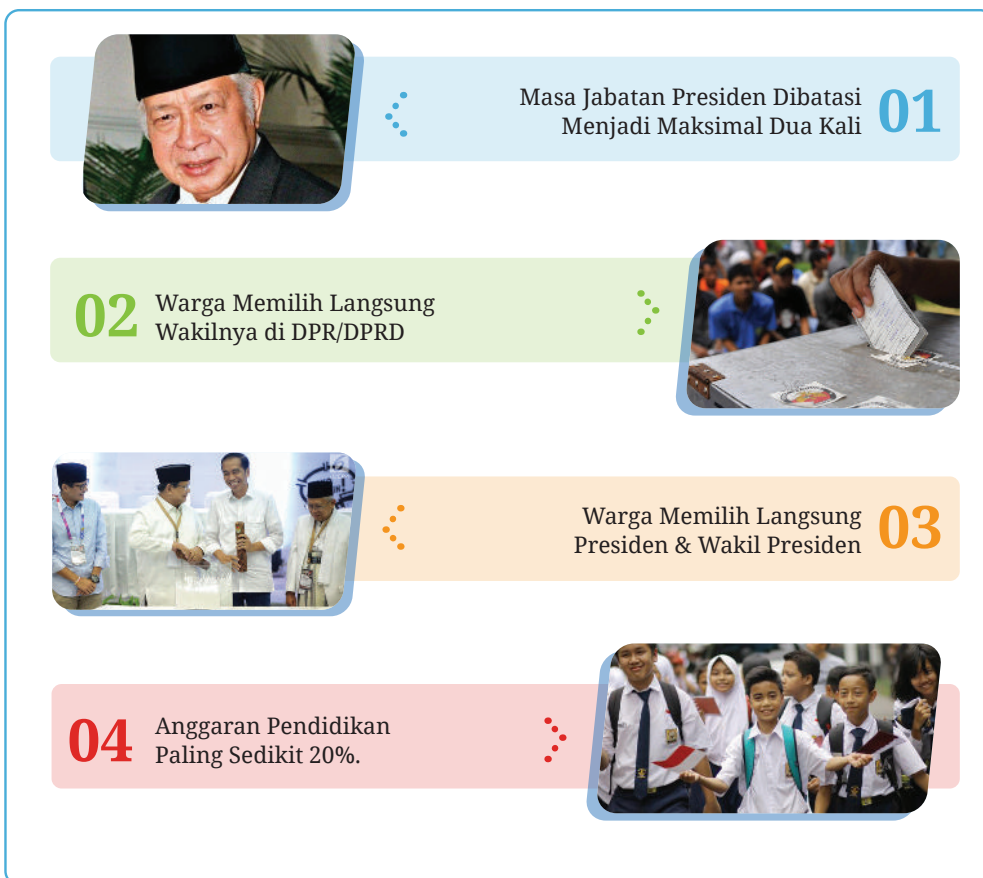 Masa Jabatan Presiden Dibatasi
Menjadi Maksimal Dua Kali
01
02
Warga Memilih Langsung
Wakilnya di DPR/DPRD
Warga Memilih Langsung
Presiden & Wakil Presiden
03
04
Anggaran Pendidikan
Paling Sedikit 20%.